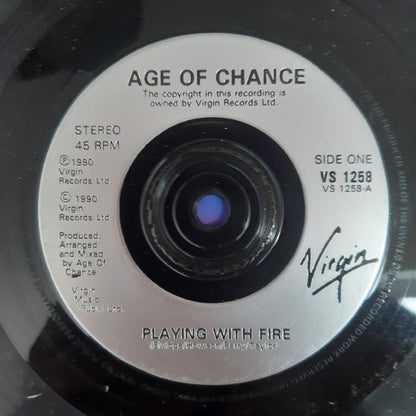 AGE OF CHANCE
The copyright in this recording is
owned by Virgin Records Ltd.
STEREO
45 RPM
Ⓟ 1990
Virgin
Records Ltd
© 1990
Virgin
Records Ltd
Produced,
Arranged
and Mixed
by Age Of
Chance
Virgin
Music
SIDE ONE
VS 1258
VS 1258-A
Virgin
PLAYING WITH FIRE